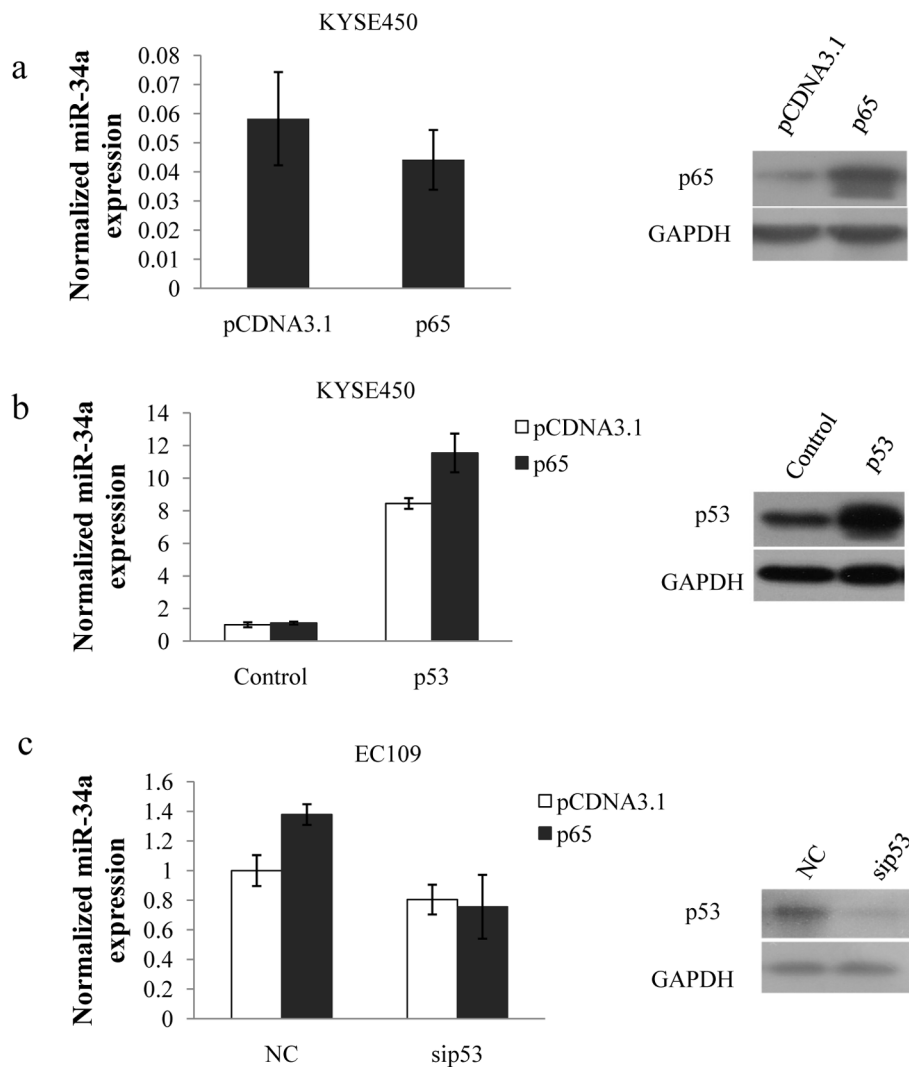 a
KYSE450
Normalized miR-34a
expression
0.08
0.07
0.06
0.05
0.04
0.03
0.02
0.01
0
pCDNA3.1
p65
pCDNA3.1
p65
p65
GAPDH
b
KYSE450
Normalized miR-34a
expression
14
12
10
8
6
4
2
0
Control
p53
pCDNA3.1
p65
Control
p53
p53
GAPDH
c
EC109
Normalized miR-34a
expression
1.6
1.4
1.2
1
0.8
0.6
0.4
0.2
0
NC
sip53
pCDNA3.1
p65
NC
sip53
p53
GAPDH